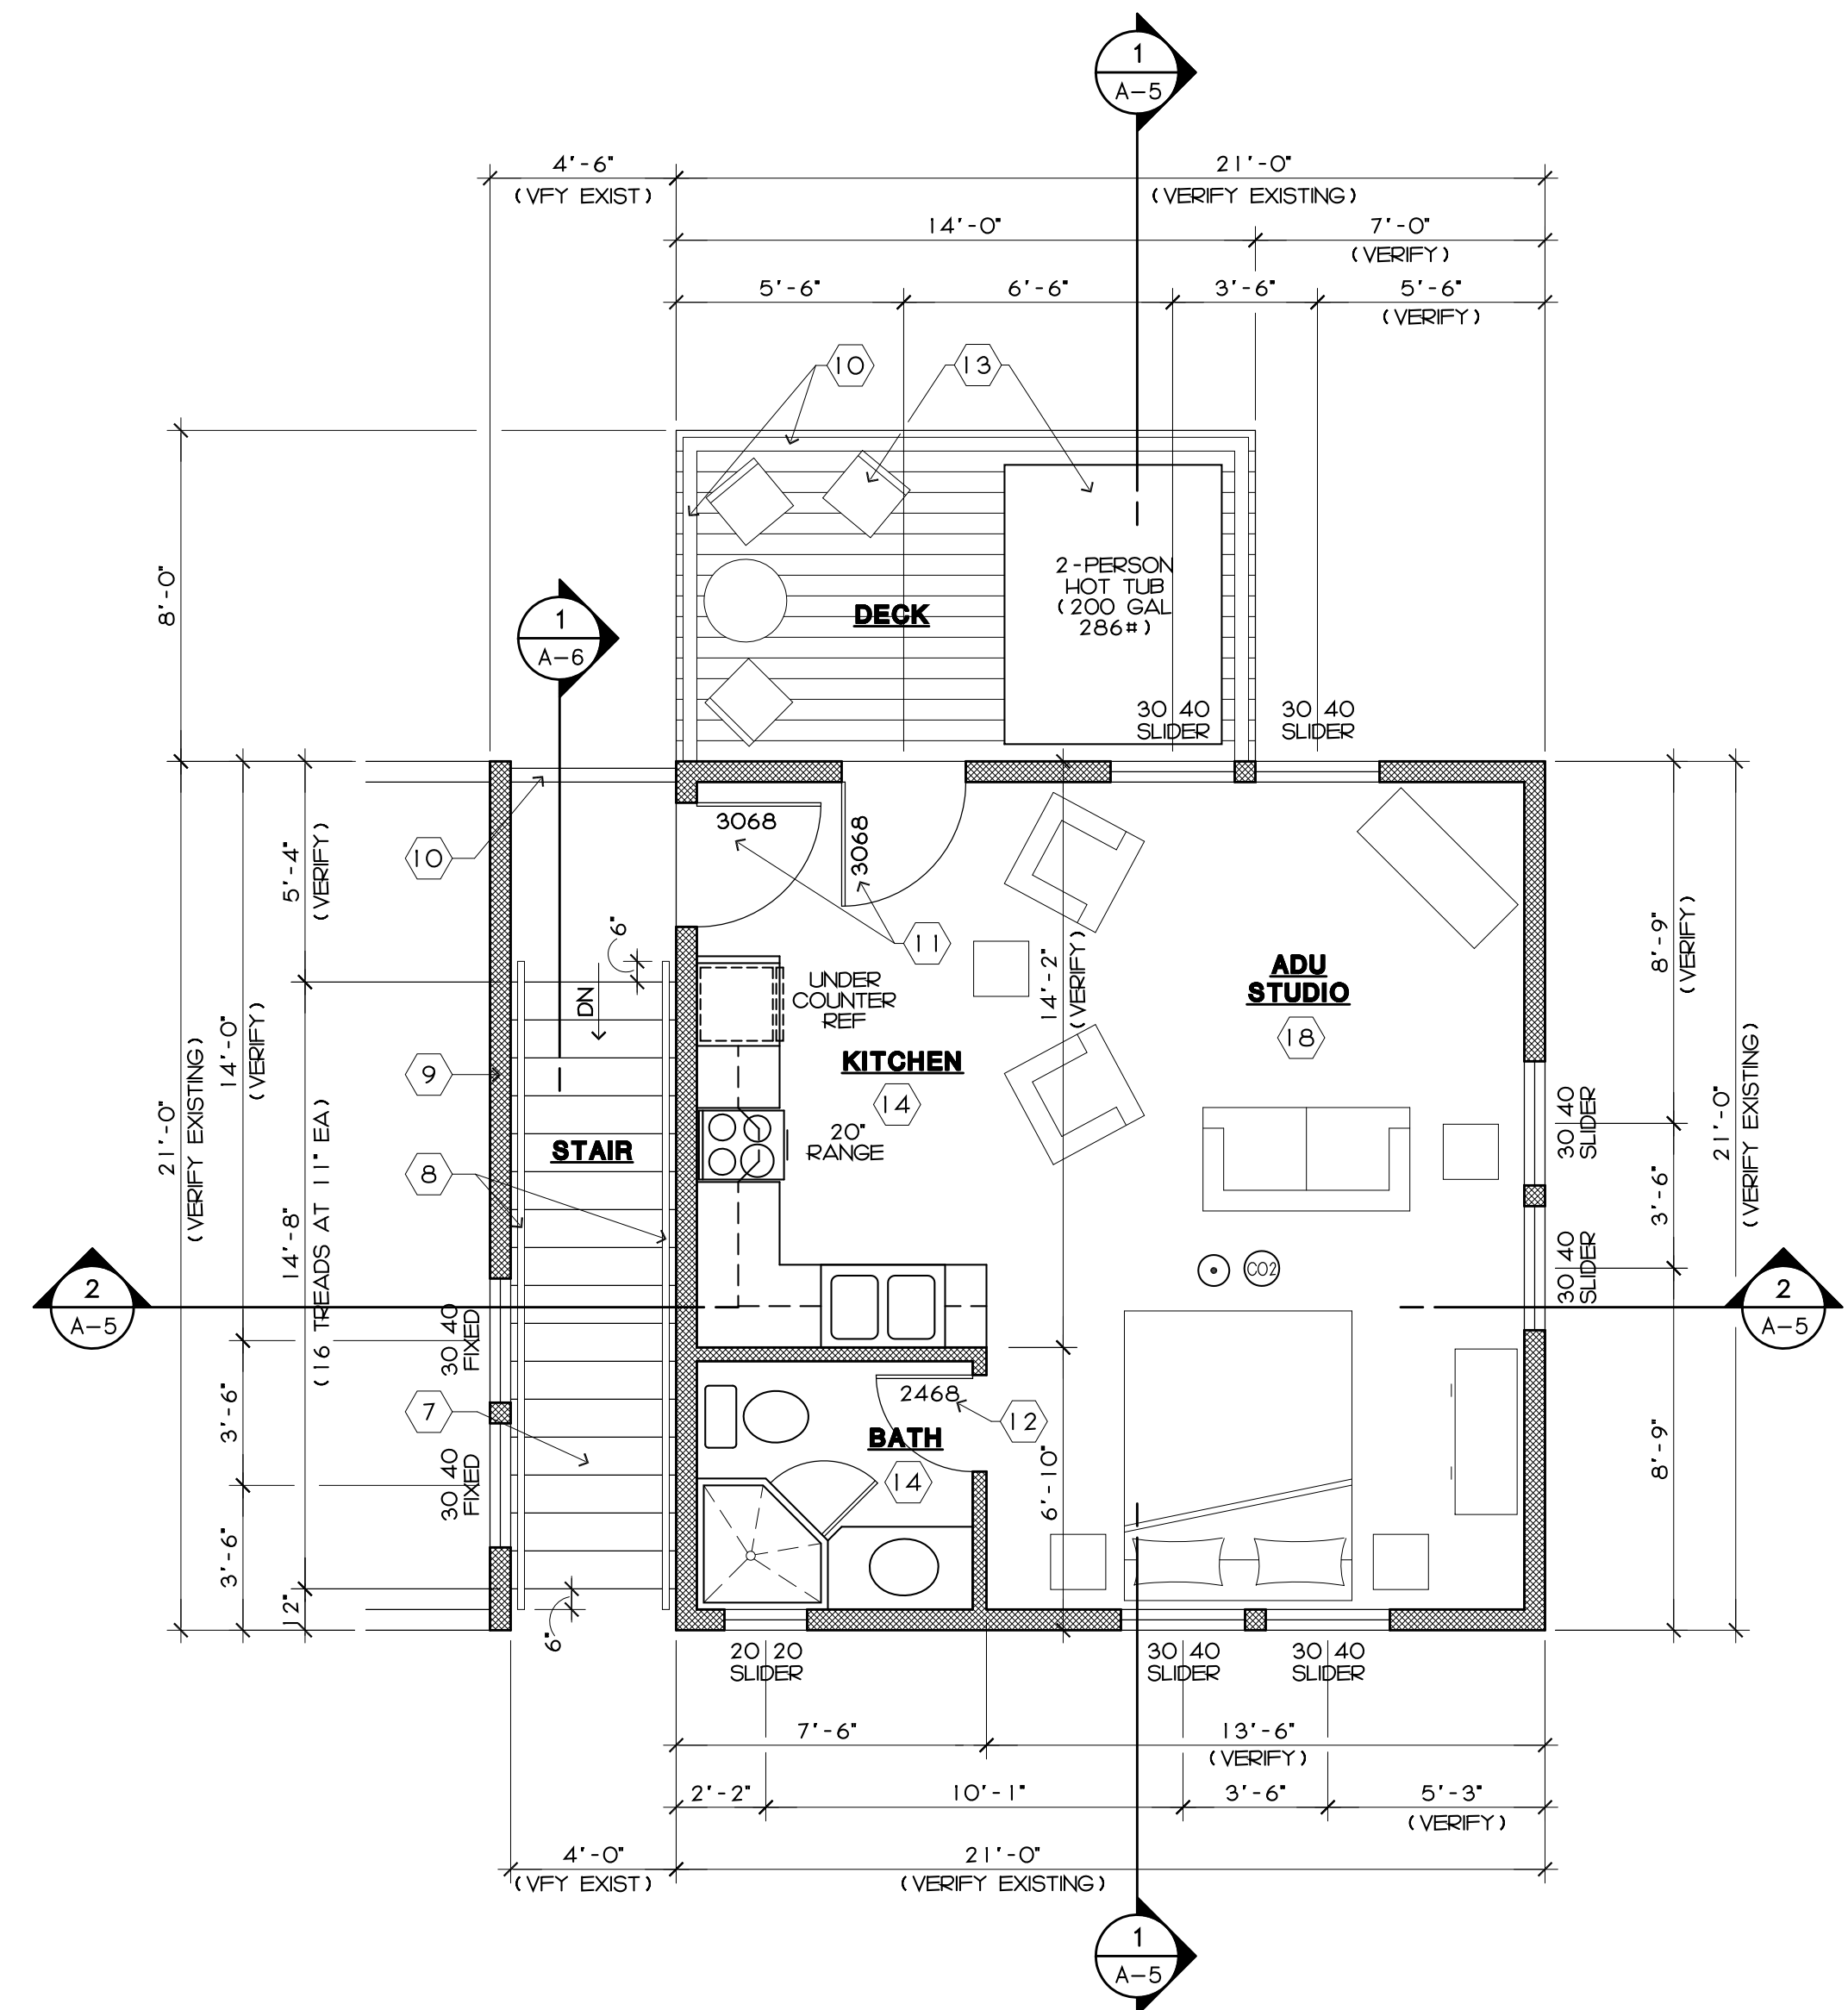 1
A-5
4'-6"
(VFY EXIST)
21'-0"
(VERIFY EXISTING)
14'-0"
7'-0"
(VERIFY)
5'-6"
6'-6"
3'-6"
5'-6"
(VERIFY)
10
13
8'-0"
2-PERSON
HOT TUB
(200 GAL
286#)
DECK
1
A-6
30 40
SLIDER
30 40
SLIDER
3068
3068
10
5'-4"
(VERIFY)
6"
11
14'-2"
(VERIFY)
8'-9"
(VERIFY)
ADU
STUDIO
18
UNDER
COUNTER
REF
DN
KITCHEN
14
14'-0"
(VERIFY)
21'-0"
(VERIFY EXISTING)
9
20"
RANGE
STAIR
8
14'-8"
(16 TREADS AT 11" EA)
30 40
SLIDER
3'-6"
21'-0"
(VERIFY EXISTING)
30 40
SLIDER
CO2
2
A-5
2
A-5
30 40
FIXED
3'-6"
7
2468
12
BATH
14
30 40
FIXED
6'-10"
8'-9"
3'-6"
12"
6"
20 20
SLIDER
30 40
SLIDER
30 40
SLIDER
7'-6"
13'-6"
(VERIFY)
2'-2"
10'-1"
3'-6"
5'-3"
(VERIFY)
4'-0"
(VFY EXIST)
21'-0"
(VERIFY EXISTING)
1
A-5